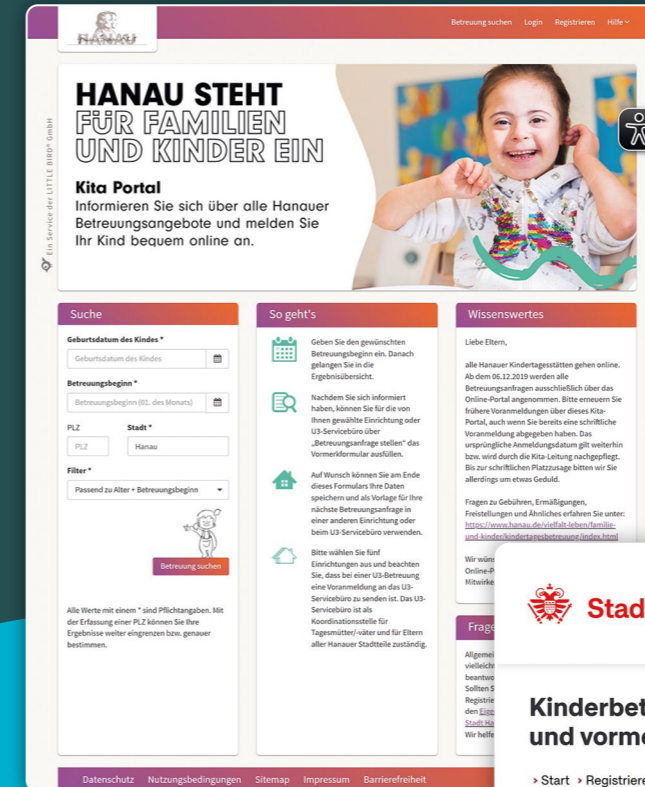 HANAU
Betreuung suchen Login Registrieren Hilfe
HANAU STEHT
FÜR FAMILIEN
UND KINDER EIN
Kita Portal
Informieren Sie sich über alle Hanauer
Betreuungsangebote und melden Sie
Ihr Kind bequem online an.
Ein Service der LITTLE BIRD® GmbH
Suche
Geburtsdatum des Kindes *
Geburtsdatum des Kindes
Betreuungsbeginn *
Betreuungsbeginn (01. des Monats)
PLZ Stadt *
PLZ Hanau
Filter *
Passend zu Alter + Betreuungsbeginn
Betreuung suchen
Alle Werte mit einem * sind Pflichtangaben. Mit
der Erfassung einer PLZ können Sie Ihre
Ergebnisse weiter eingrenzen bzw. genauer
bestimmen.
So geht's
Geben Sie den gewünschten
Betreuungsbeginn ein. Danach
gelangen Sie in die
Ergebnisübersicht.
Nachdem Sie sich informiert
haben, können Sie für die von
Ihnen gewählte Einrichtung oder
U3-Servicebüro über
„Betreuungsanfrage stellen" das
Vormerkformular ausfüllen.
Auf Wunsch können Sie am Ende
dieses Formulars Ihre Daten
speichern und als Vorlage für Ihre
nächste Betreuungsanfrage in
einer anderen Einrichtung oder
beim U3-Servicebüro verwenden.
Bitte wählen Sie fünf
Einrichtungen aus und beachten
Sie, dass bei einer U3-Betreuung
eine Voranmeldung an das U3-
Servicebüro zu senden ist. Das U3-
Servicebüro ist als
Koordinationsstelle für
Tagesmütter/-väter und für Eltern
aller Hanauer Stadtteile zuständig.
Wissenswertes
Liebe Eltern,
alle Hanauer Kindertagesstätten gehen online.
Ab dem 06.12.2019 werden alle
Betreuungsanfragen ausschließlich über das
Online-Portal angenommen. Bitte erneuern Sie
frühere Voranmeldungen über dieses Kita-
Portal, auch wenn Sie bereits eine schriftliche
Voranmeldung abgegeben haben. Das
ursprüngliche Anmeldungsdatum gilt weiterhin
bzw. wird durch die Kita-Leitung nachgepflegt.
Bis zur schriftlichen Platzzusage bitten wir Sie
allerdings um etwas Geduld.
Fragen zu Gebühren, Ermäßigungen,
Freistellungen und Ähnliches erfahren Sie unter:
https://www.hanau.de/vielfalt-leben/familie-
und-kinder/kindertagesbetreuung/index.html
Wir wüns
Online-P
Mitwirke
Frage
Allgemei
vielleich
beantwo
Sollten S
Registrie
den Eige
Stadt Ha
Wir helfe
Stad
Kinderbet
und vorme
› Start › Registriere
Datenschutz Nutzungsbedingungen Sitemap Impressum Barrierefreiheit